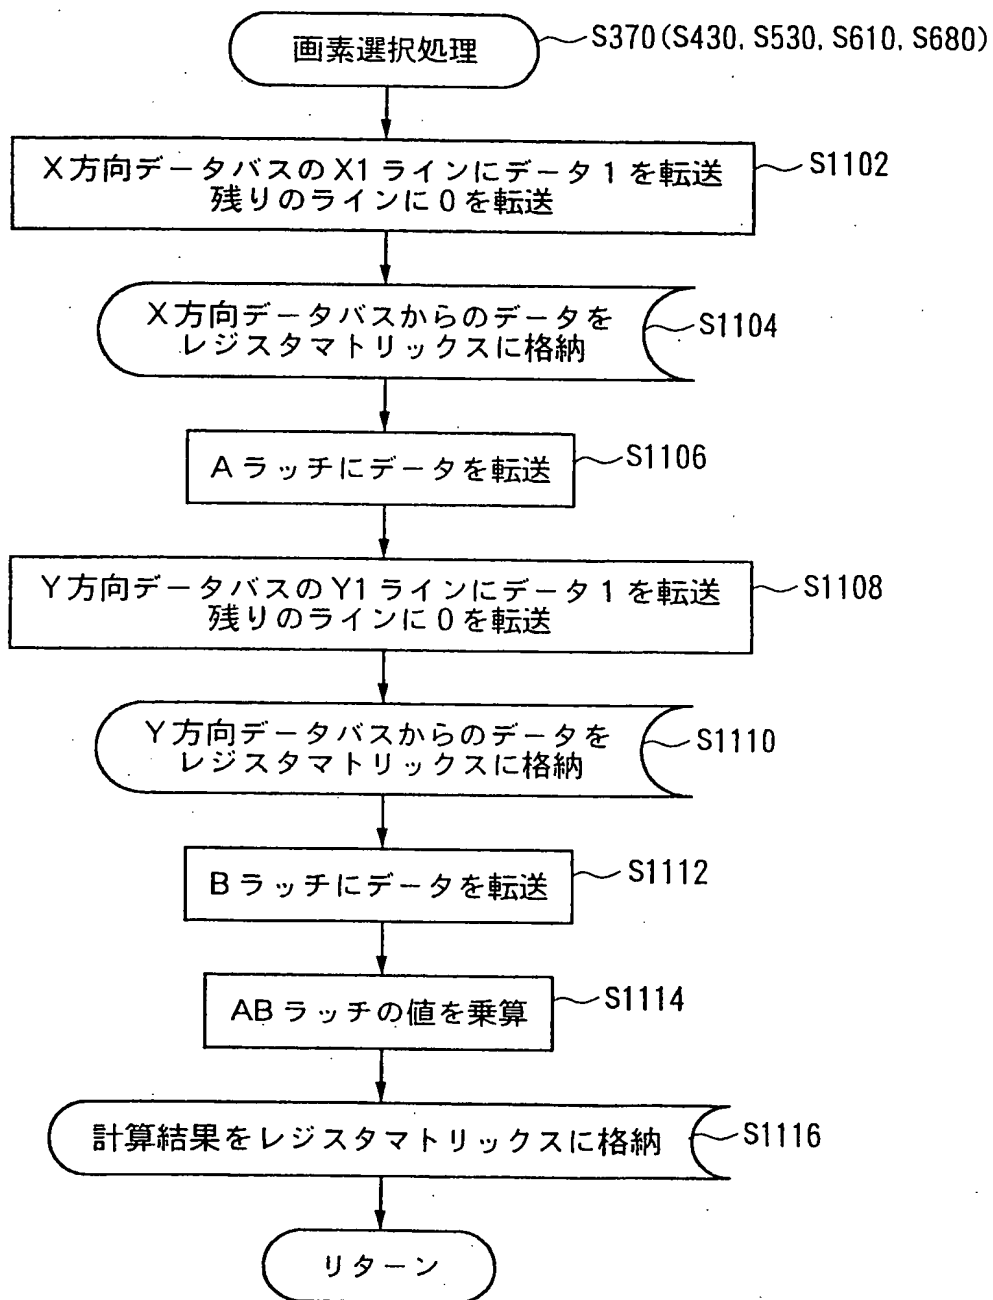 画素選択処理
S370(S430, S530, S610, S680)
X方向データバスのX1ラインにデータ1を転送
残りのラインに0を転送
S1102
X方向データバスからのデータを
レジスタマトリックスに格納
S1104
Aラッチにデータを転送
S1106
Y方向データバスのY1ラインにデータ1を転送
残りのラインに0を転送
S1108
Y方向データバスからのデータを
レジスタマトリックスに格納
S1110
Bラッチにデータを転送
S1112
ABラッチの値を乗算
S1114
計算結果をレジスタマトリックスに格納
S1116
リターン